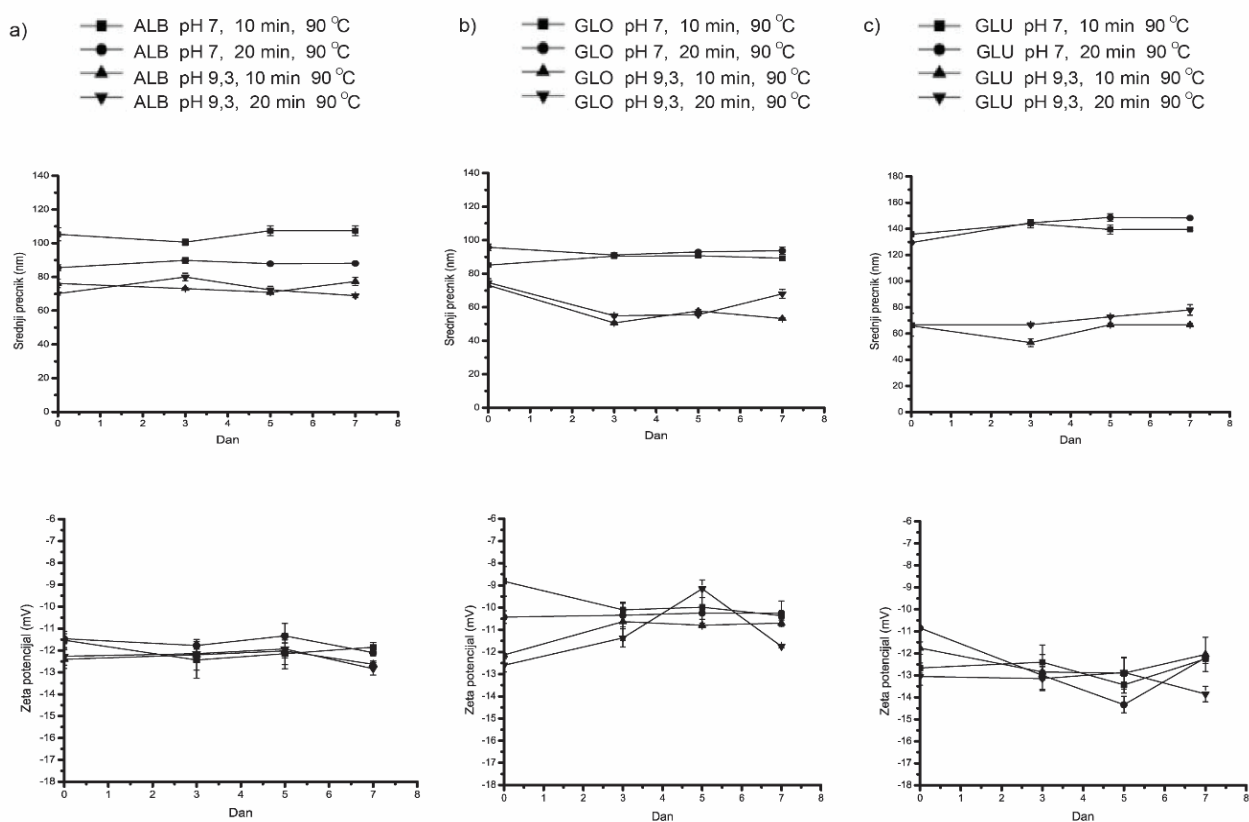 a)
ALB pH 7, 10 min, 90 °C
ALB pH 7, 20 min, 90 °C
ALB pH 9,3, 10 min 90 °C
ALB pH 9,3, 20 min 90 °C
b)
GLO pH 7, 10 min, 90 °C
GLO pH 7, 20 min, 90 °C
GLO pH 9,3, 10 min 90 °C
GLO pH 9,3, 20 min 90 °C
c)
GLU pH 7, 10 min, 90 °C
GLU pH 7, 20 min, 90 °C
GLU pH 9,3, 10 min 90 °C
GLU pH 9,3, 20 min 90 °C
Srednji precnik (nm)
140
120
100
80
60
40
20
0
0 1 2 3 4 5 6 7 8
Dan
Srednji precnik (nm)
140
120
100
80
60
40
20
0
0 1 2 3 4 5 6 7 8
Dan
Srednji precnik (nm)
180
160
140
120
100
80
60
40
20
0
0 1 2 3 4 5 6 7 8
Dan
Zeta potencijal (mV)
-6
-7
-8
-9
-10
-11
-12
-13
-14
-15
-16
-17
-18
0 1 2 3 4 5 6 7 8
Dan
Zeta potencijal (mV)
-6
-7
-8
-9
-10
-11
-12
-13
-14
-15
-16
-17
-18
0 1 2 3 4 5 6 7 8
Dan
Zeta potencijal (mV)
-6
-7
-8
-9
-10
-11
-12
-13
-14
-15
-16
-17
-18
0 1 2 3 4 5 6 7 8
Dan